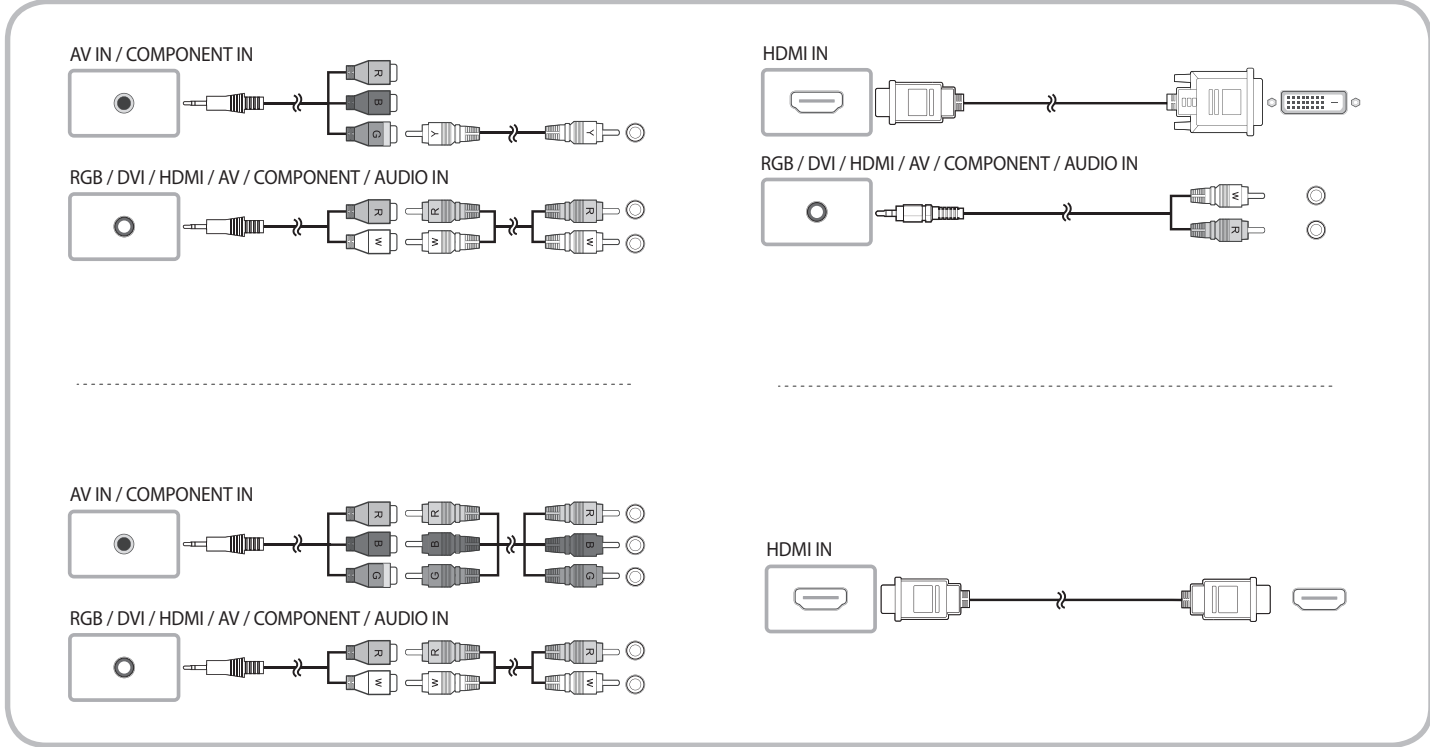 AV IN / COMPONENT IN
R
B
G Y Y
RGB / DVI / HDMI / AV / COMPONENT / AUDIO IN
R R R
W W W
HDMI IN
RGB / DVI / HDMI / AV / COMPONENT / AUDIO IN
W
R
AV IN / COMPONENT IN
R R R
B B B
G G G
RGB / DVI / HDMI / AV / COMPONENT / AUDIO IN
R R R
W W W
HDMI IN